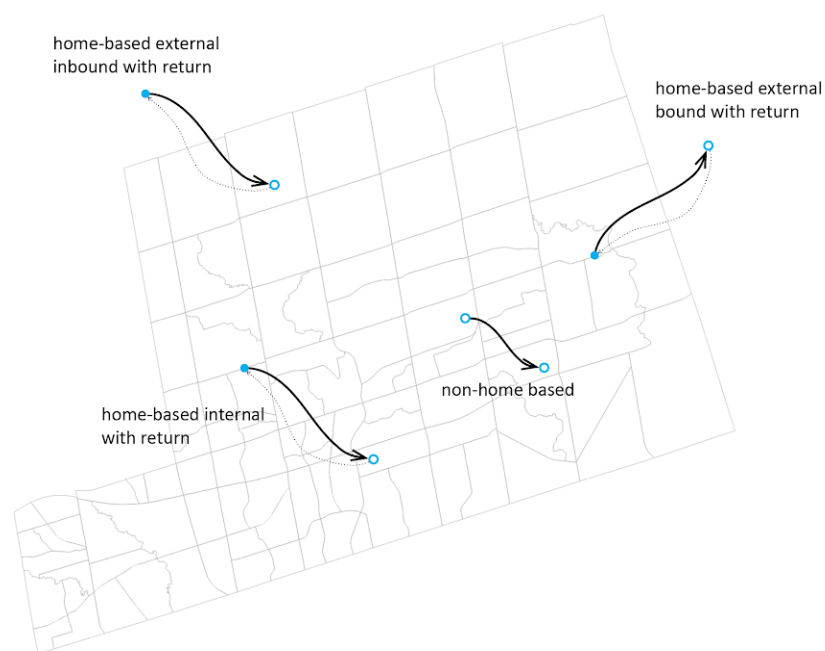 home-based external
inbound with return
home-based external
bound with return
non-home based
home-based internal
with return